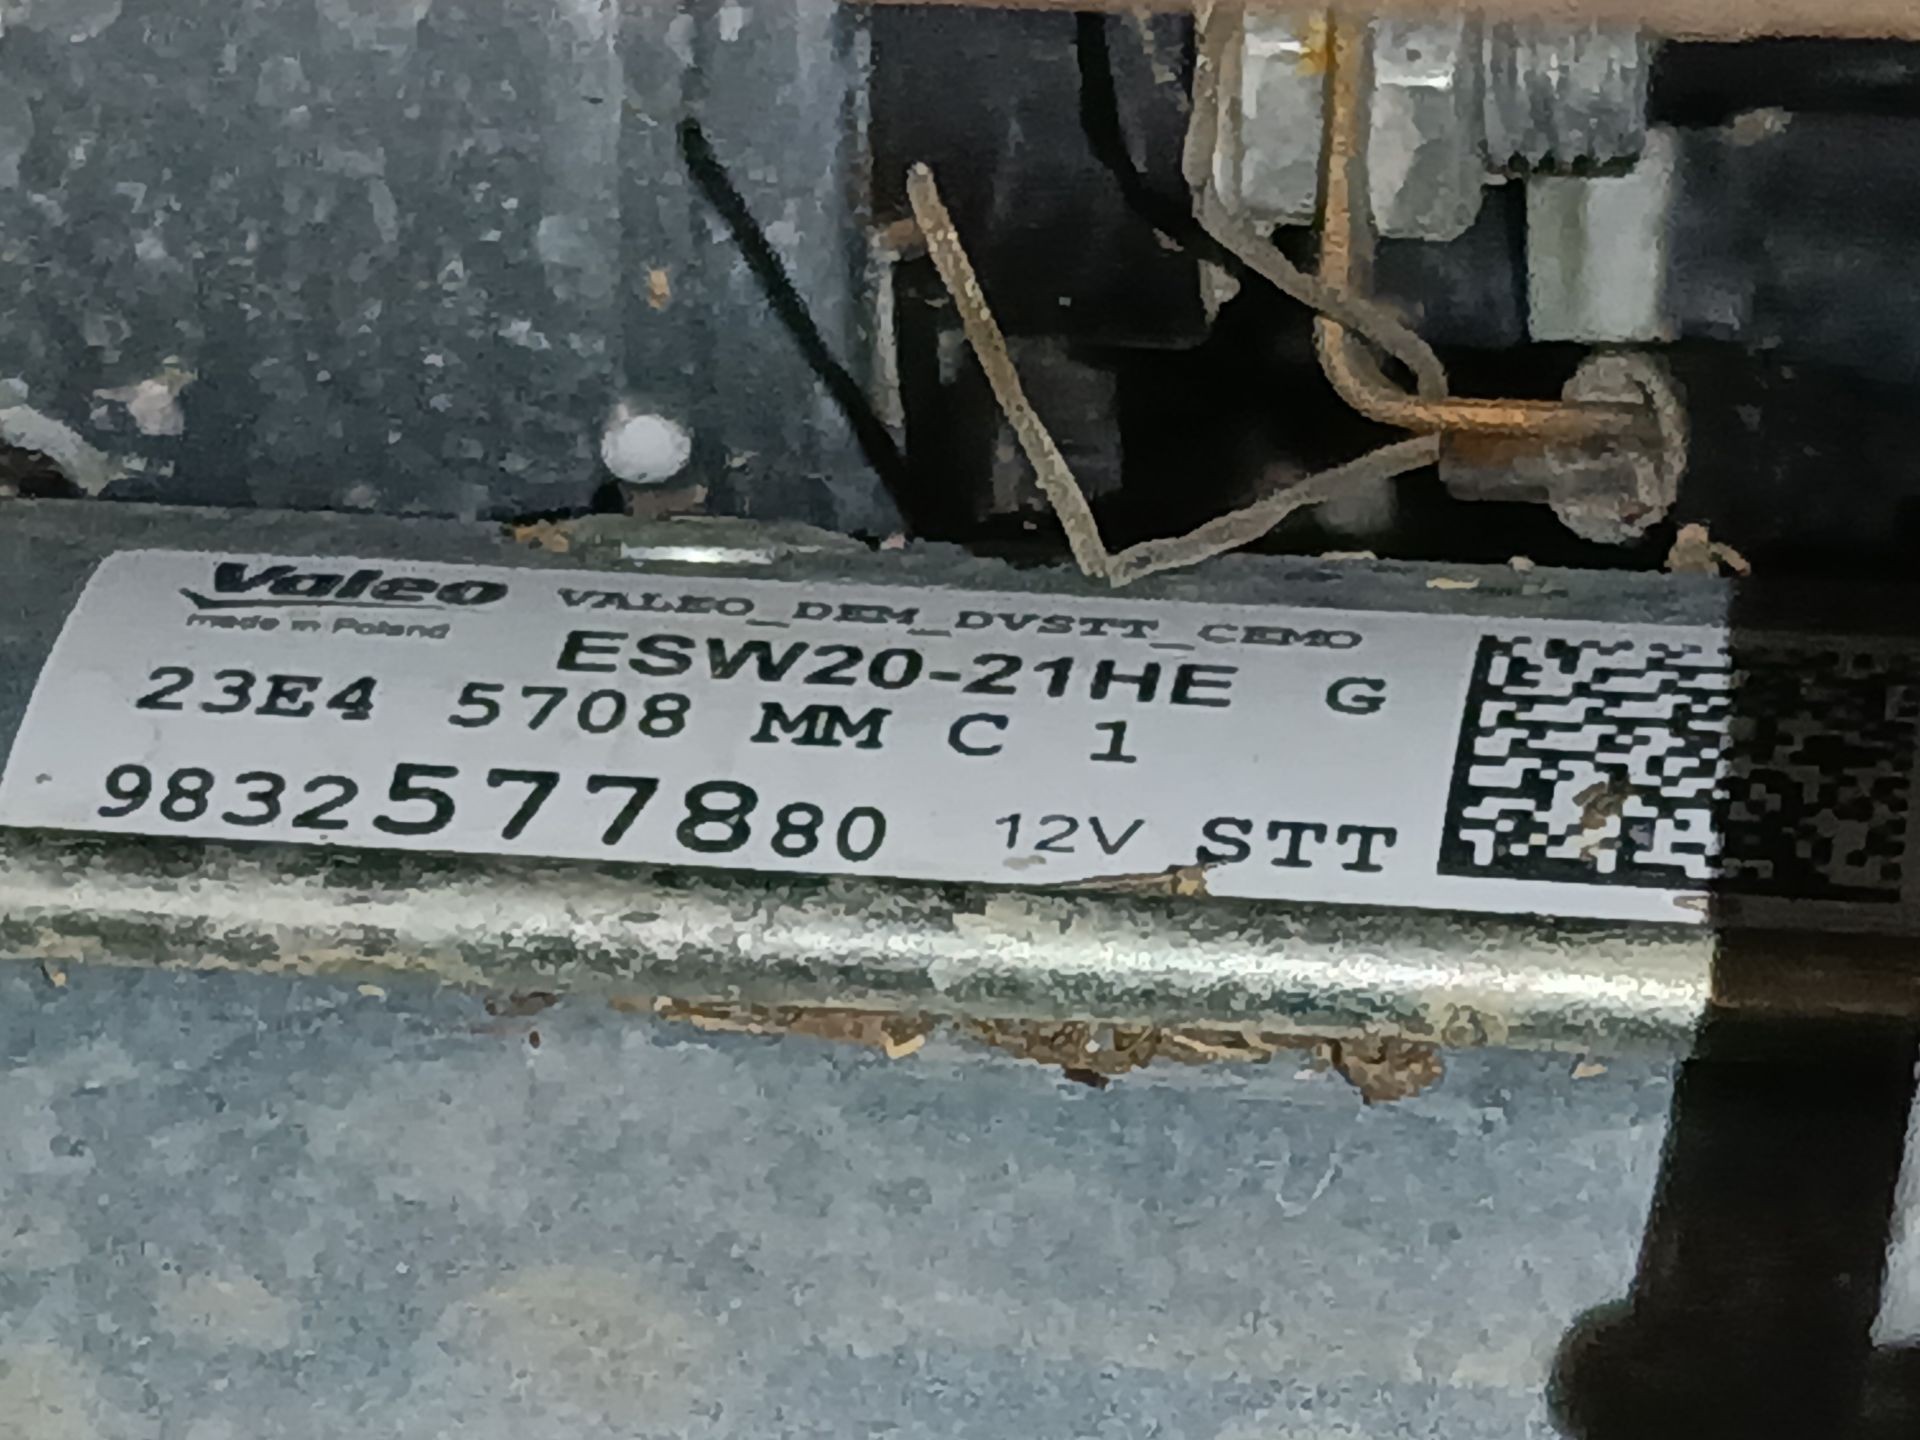 Valeo
made in Poland
VALEO_DEM_DVSTT_CEMO
ESW20-21HE G
23E4 5708 MM C 1
9832577880 12V STT